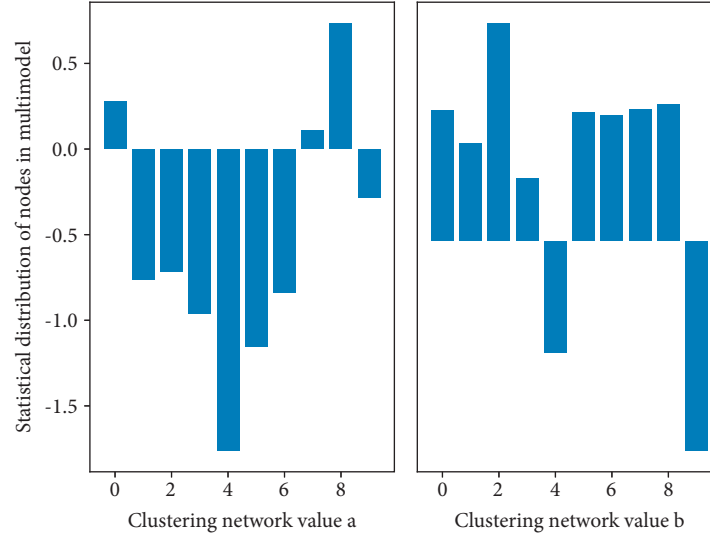 Statistical distribution of nodes in multimodel
0.5
0.0
-0.5
-1.0
-1.5
0 2 4 6 8
Clustering network value a
0 2 4 6 8
Clustering network value b